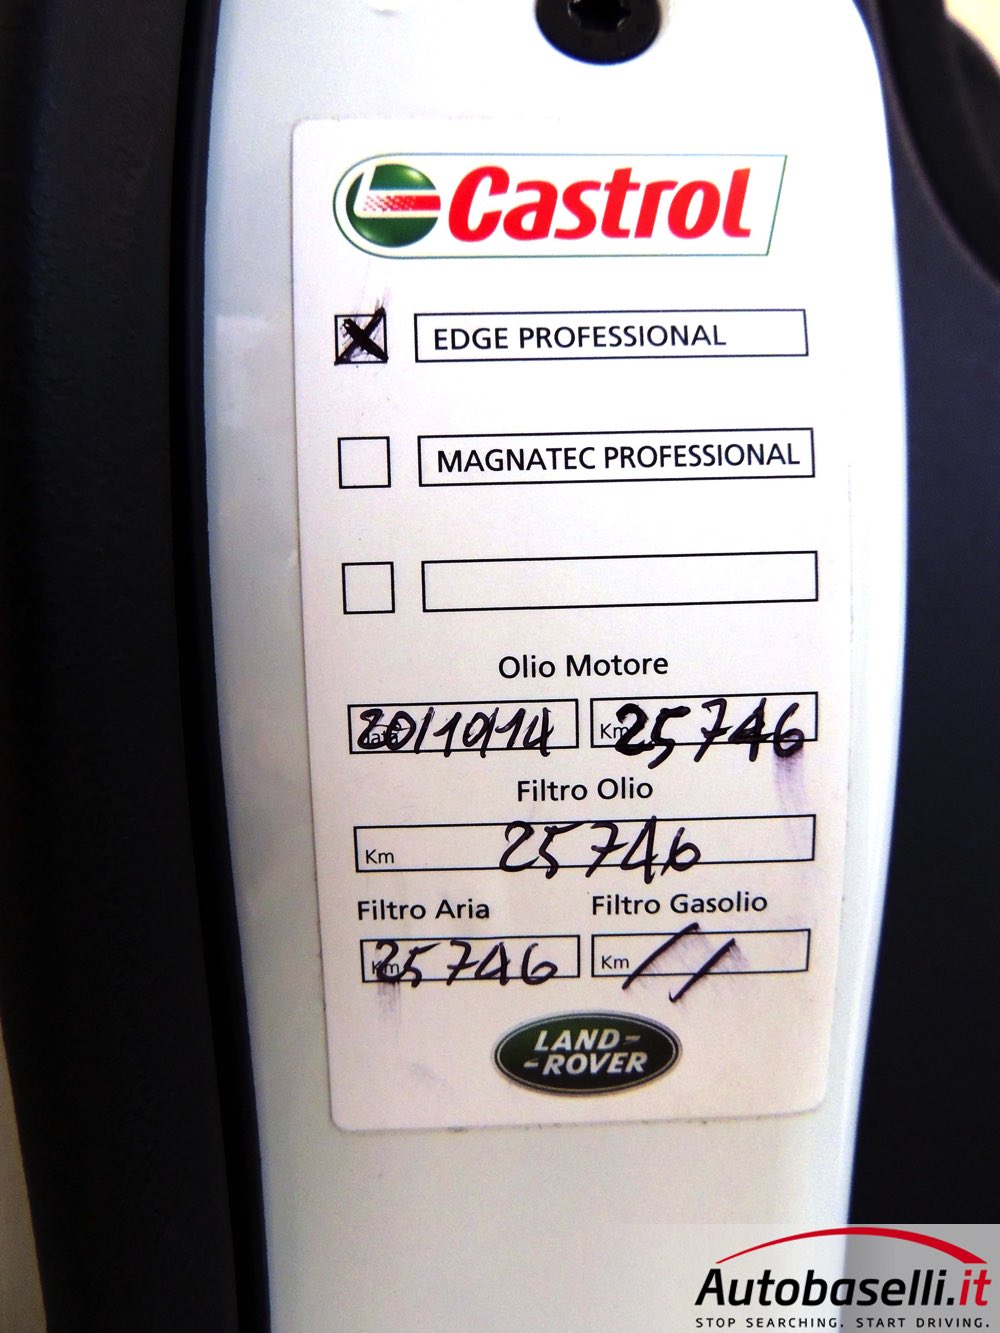 Castrol
EDGE PROFESSIONAL
MAGNATEC PROFESSIONAL
Olio Motore
data 20/10/14 Km 25746
Filtro Olio
Km 25746
Filtro Aria Filtro Gasolio
Km 25746 Km //
LAND-
-ROVER
Autobaselli.it
STOP SEARCHING. START DRIVING.